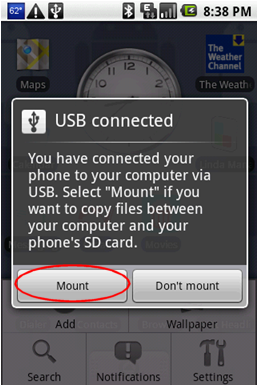 62°
8:38 PM
Maps
The Weather Channel
The Weath
USB connected
You have connected your
phone to your computer via
USB. Select "Mount" if you
want to copy files between
your computer and your
phone's SD card.
Mount
Don't mount
Add
Wallpaper
Search
Notifications
Settings